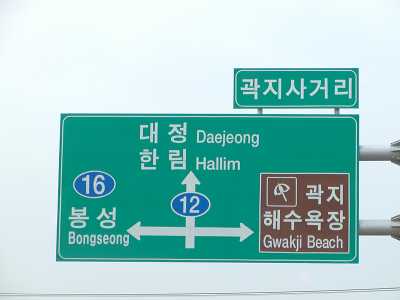 곽지사거리
대정 Daejeong
한림 Hallim
16
12
봉성
Bongseong
곽지
해수욕장
Gwakji Beach